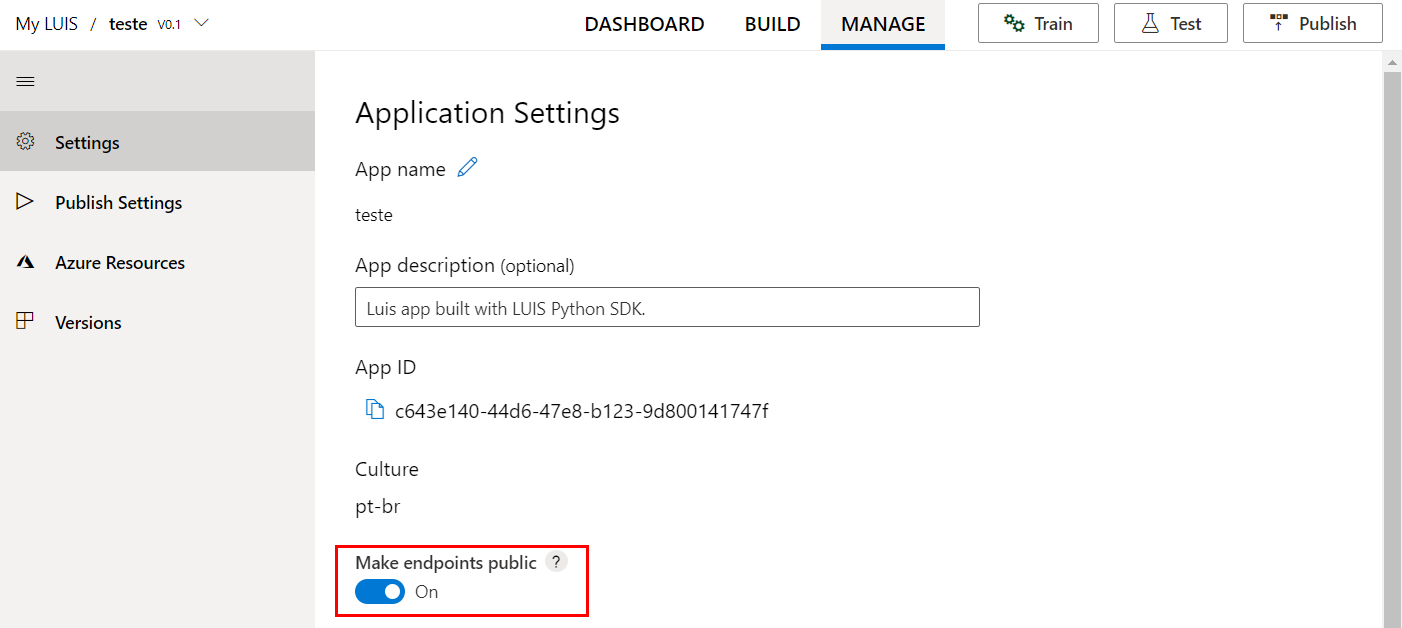 My LUIS / teste V0.1
DASHBOARD BUILD MANAGE Train Test Publish
Settings
Publish Settings
Azure Resources
Versions
Application Settings
App name
teste
App description (optional)
Luis app built with LUIS Python SDK.
App ID
c643e140-44d6-47e8-b123-9d800141747f
Culture
pt-br
Make endpoints public ?
On